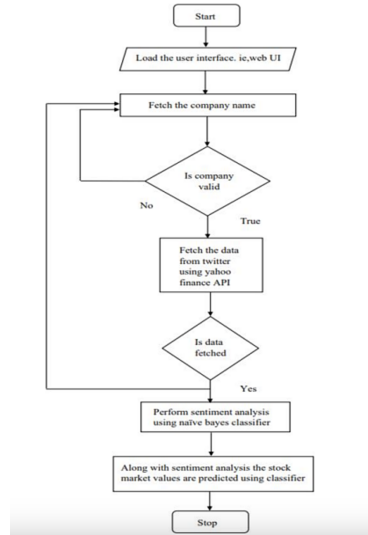 Start
Load the user interface. ie,web UI
Fetch the company name
Is company
valid
No
True
Fetch the data
from twitter
using yahoo
finance API
Is data
fetched
Yes
Perform sentiment analysis
using naïve bayes classifier
Along with sentiment analysis the stock
market values are predicted using classifier
Stop